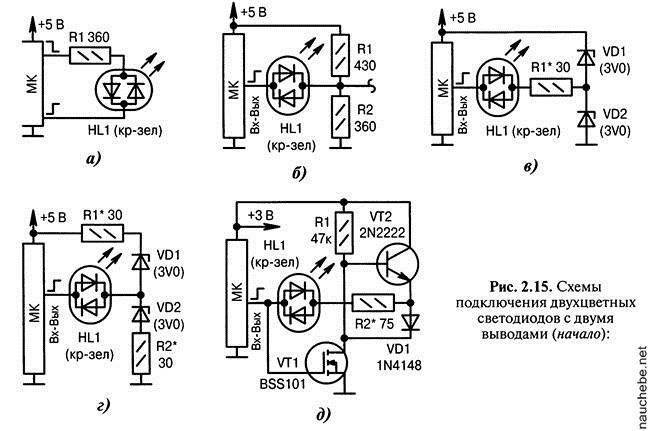 +5 В
R1 360
МК
HL1 (кр-зел)
а)
+5 В
МК
Вх-Вых
HL1
(кр-зел)
R1
430
R2
360
б)
+5 В
МК
Вх-Вых
R1* 30
HL1 (кр-зел)
VD1
(3V0)
VD2
(3V0)
в)
+5 В
R1* 30
МК
Вх-Вых
HL1
(кр-зел)
VD1
(3V0)
VD2
(3V0)
R2*
30
г)
+3 В
HL1
(кр-зел)
МК
Вх-Вых
R1
47к
VT2
2N2222
R2* 75
VD1
1N4148
VT1
BSS101
д)
Рис. 2.15. Схемы
подключения двухцветных
светодиодов с двумя
выводами (начало):
nauchebe.net